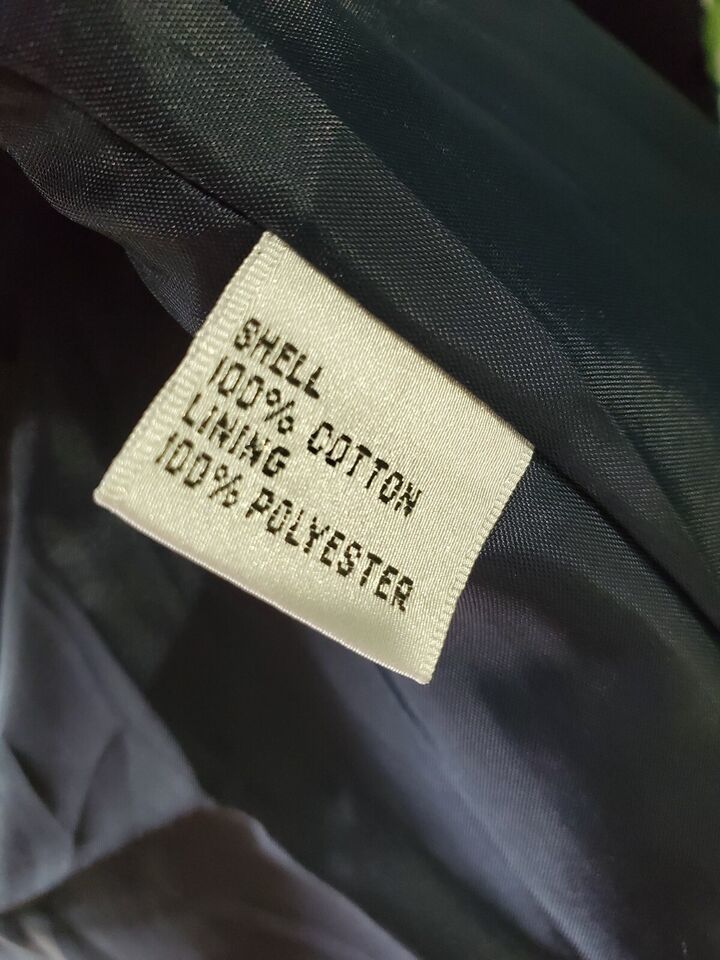 SHELL
100% COTTON
LINING
100% POLYESTER